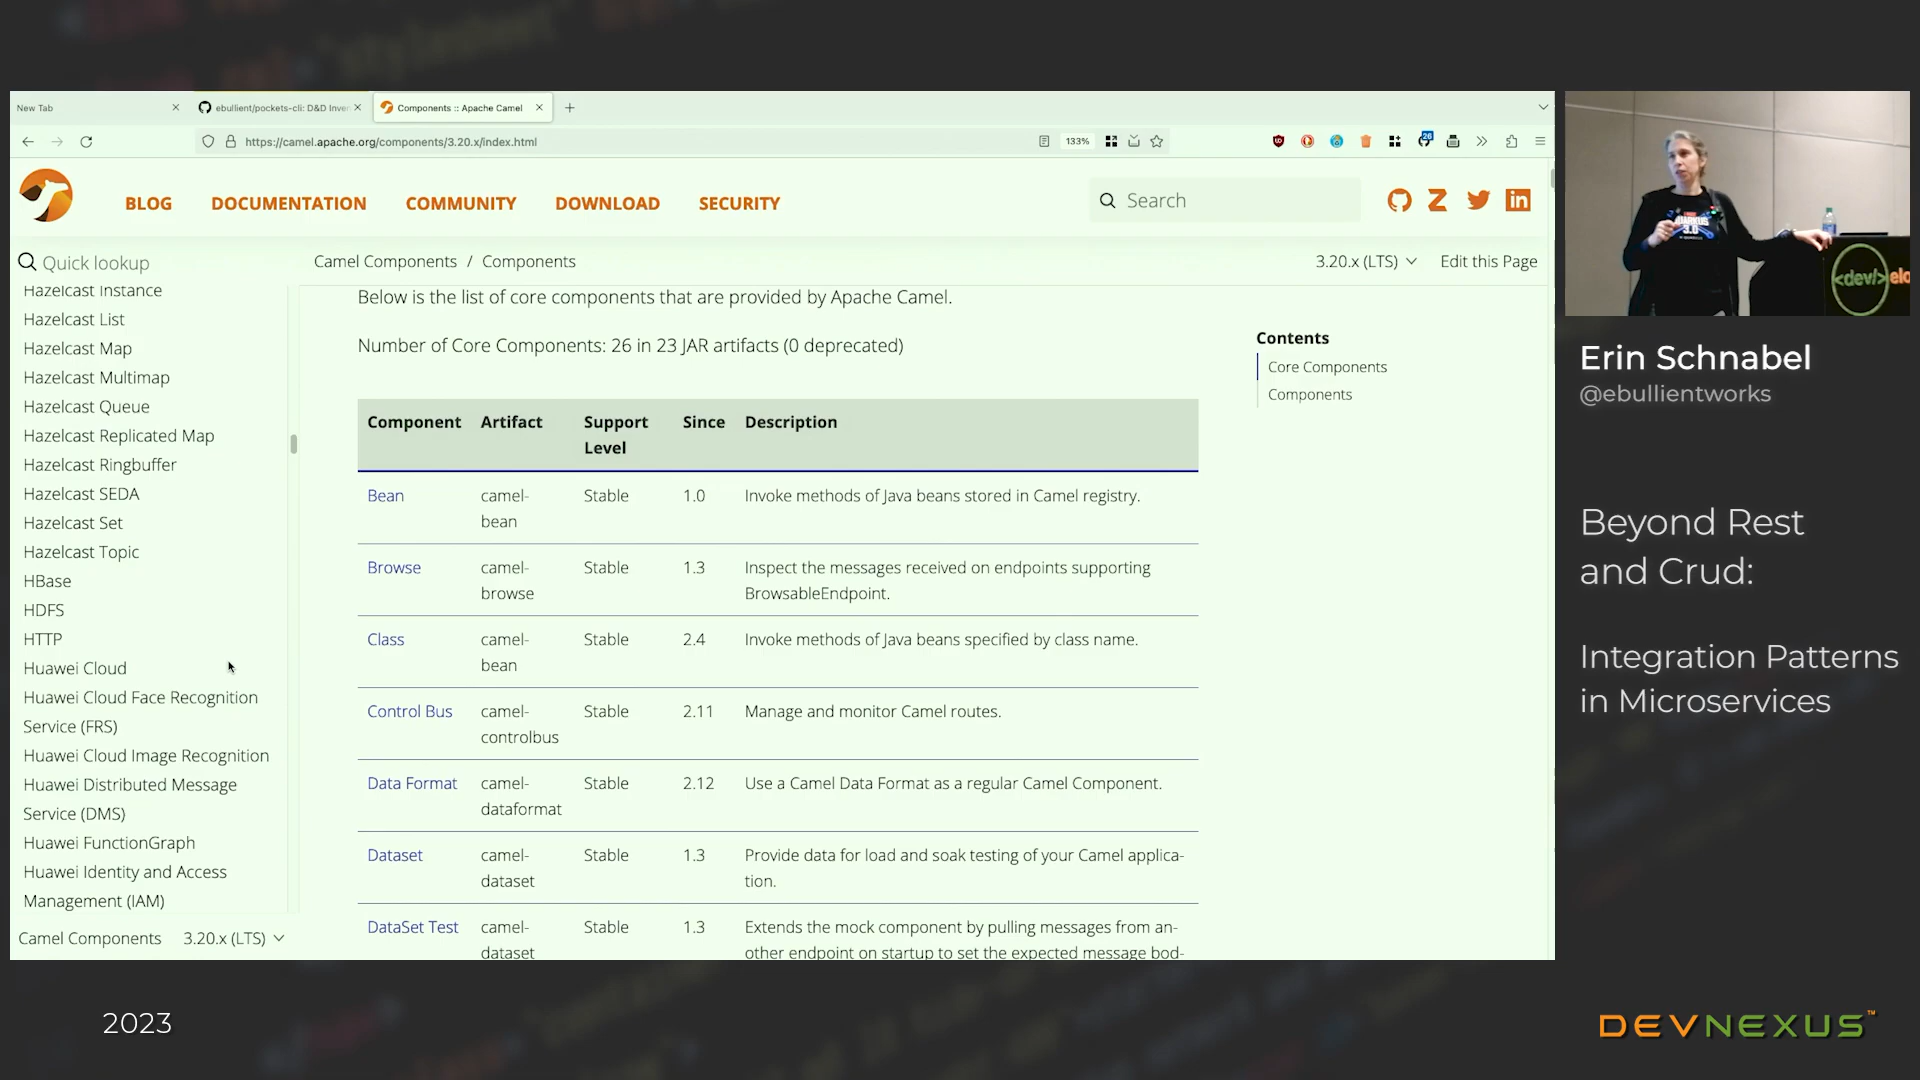 New Tab
ebullient/pockets-cli: D&D Inver
Components :: Apache Camel
https://camel.apache.org/components/3.20.x/index.html
133%
26
BLOG DOCUMENTATION COMMUNITY DOWNLOAD SECURITY
Search
Quick lookup
Hazelcast Instance
Hazelcast List
Hazelcast Map
Hazelcast Multimap
Hazelcast Queue
Hazelcast Replicated Map
Hazelcast Ringbuffer
Hazelcast SEDA
Hazelcast Set
Hazelcast Topic
HBase
HDFS
HTTP
Huawei Cloud
Huawei Cloud Face Recognition
Service (FRS)
Huawei Cloud Image Recognition
Huawei Distributed Message
Service (DMS)
Huawei FunctionGraph
Huawei Identity and Access
Management (IAM)
Camel Components 3.20.x (LTS)
Camel Components / Components
3.20.x (LTS) Edit this Page
Below is the list of core components that are provided by Apache Camel.
Number of Core Components: 26 in 23 JAR artifacts (0 deprecated)
Component Artifact Support Level Since Description
Bean camel-bean Stable 1.0 Invoke methods of Java beans stored in Camel registry.
Browse camel-browse Stable 1.3 Inspect the messages received on endpoints supporting
BrowsableEndpoint.
Class camel-bean Stable 2.4 Invoke methods of Java beans specified by class name.
Control Bus camel-controlbus Stable 2.11 Manage and monitor Camel routes.
Data Format camel-dataformat Stable 2.12 Use a Camel Data Format as a regular Camel Component.
Dataset camel-dataset Stable 1.3 Provide data for load and soak testing of your Camel applica-
tion.
DataSet Test camel-dataset Stable 1.3 Extends the mock component by pulling messages from an-
other endpoint on startup to set the expected message bod-
Contents
Core Components
Components
3.0
<dev/>elo
Erin Schnabel
@ebullientworks
Beyond Rest
and Crud:
Integration Patterns
in Microservices
2023
DEVNEXUS™